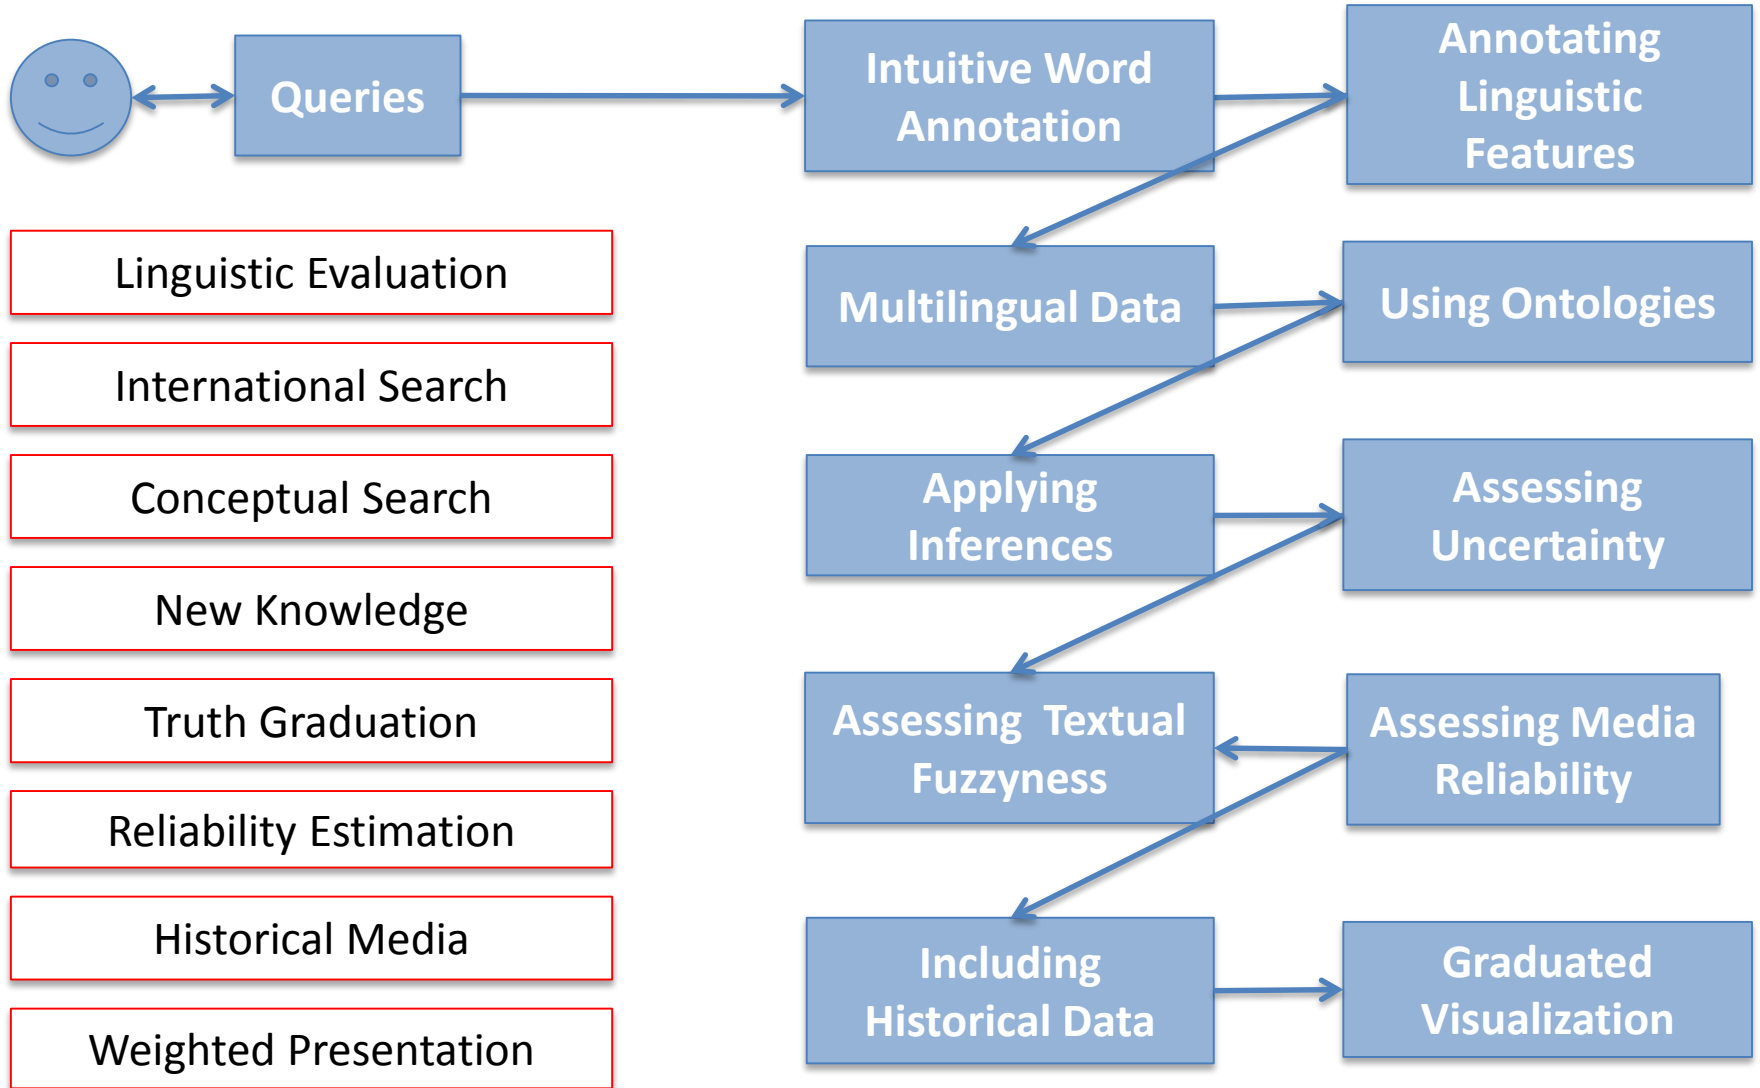 Queries
Intuitive Word
Annotation
Annotating
Linguistic
Features
Linguistic Evaluation
International Search
Conceptual Search
New Knowledge
Truth Graduation
Reliability Estimation
Historical Media
Weighted Presentation
Multilingual Data
Using Ontologies
Applying
Inferences
Assessing
Uncertainty
Assessing Textual
Fuzzyness
Assessing Media
Reliability
Including
Historical Data
Graduated
Visualization